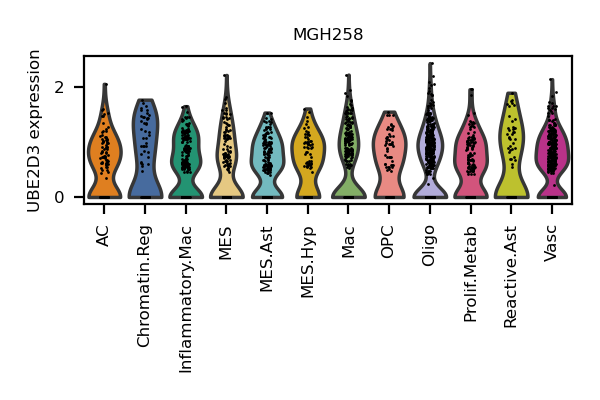 MGH258
UBE2D3 expression
2
0
AC
Chromatin.Reg
Inflammatory.Mac
MES
MES.Ast
MES.Hyp
Mac
OPC
Oligo
Prolif.Metab
Reactive.Ast
Vasc